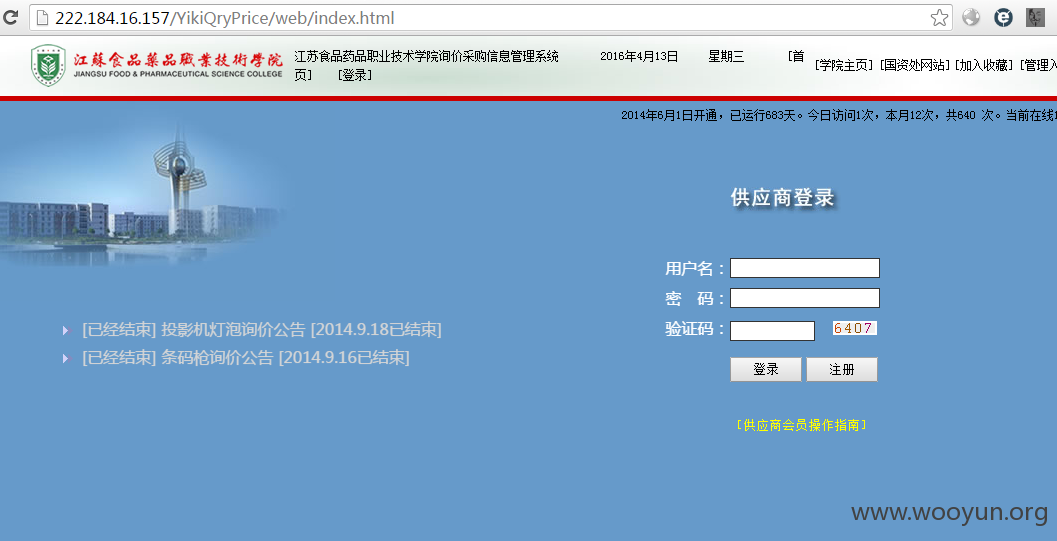 222.184.16.157/YikiQryPrice/web/index.html
江蘇食品藥品職業技術學院
JIANGSU FOOD & PHARMACEUTICAL SCIENCE COLLEGE
江苏食品药品职业技术学院询价采购信息管理系统 2016年4月13日 星期三 [首
页] [登录]
[学院主页] [国资处网站] [加入收藏] [管理入
2014年6月1日开通，已运行683天。今日访问1次，本月12次，共640 次。当前在线1
供应商登录
用户名：
密 码：
验证码： 6407
登录 注册
[供应商会员操作指南]
[已经结束] 投影机灯泡询价公告 [2014.9.18已结束]
[已经结束] 条码枪询价公告 [2014.9.16已结束]
www.wooyun.org